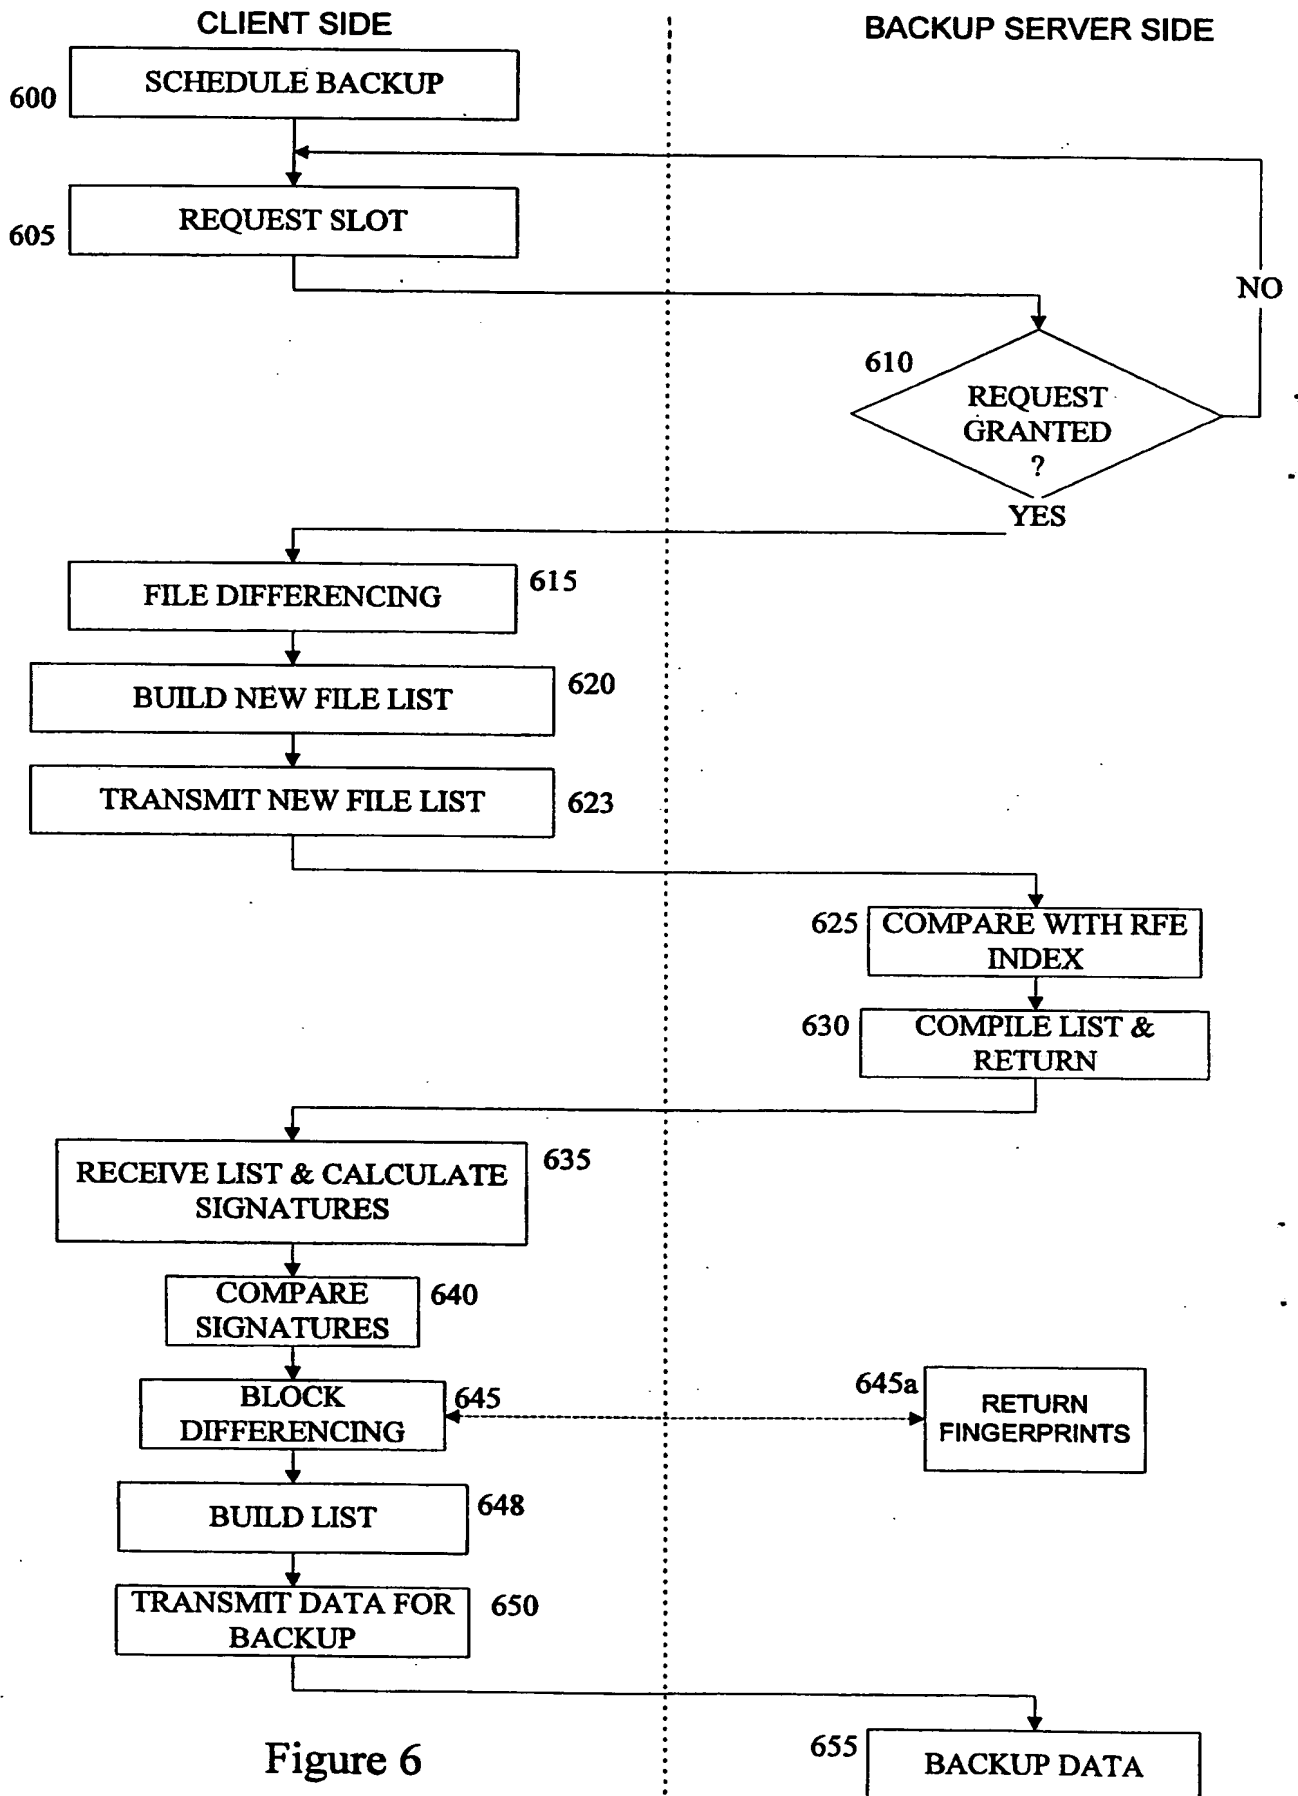 CLIENT SIDE
BACKUP SERVER SIDE
600
SCHEDULE BACKUP
605
REQUEST SLOT
NO
610
REQUEST
GRANTED
?
YES
FILE DIFFERENCING
615
BUILD NEW FILE LIST
620
TRANSMIT NEW FILE LIST
623
625
COMPARE WITH RFE
INDEX
630
COMPILE LIST &
RETURN
RECEIVE LIST & CALCULATE
SIGNATURES
635
COMPARE
SIGNATURES
640
BLOCK
DIFFERENCING
645
645a
RETURN
FINGERPRINTS
BUILD LIST
648
TRANSMIT DATA FOR
BACKUP
650
655
BACKUP DATA
Figure 6